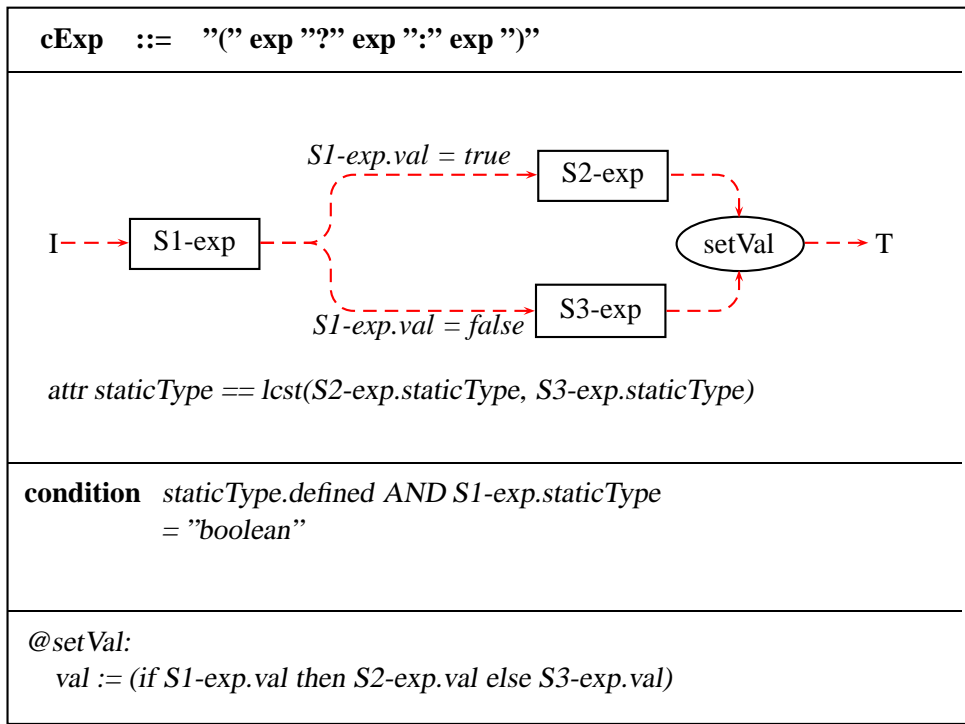 cExp ::= ”(” exp ”?” exp ”:” exp ”)”
S1-exp.val = true
S2-exp
I
S1-exp
setVal
T
S1-exp.val = false
S3-exp
attr staticType == lcst(S2-exp.staticType, S3-exp.staticType)
condition staticType.defined AND S1-exp.staticType
= ”boolean”
@setVal:
val := (if S1-exp.val then S2-exp.val else S3-exp.val)